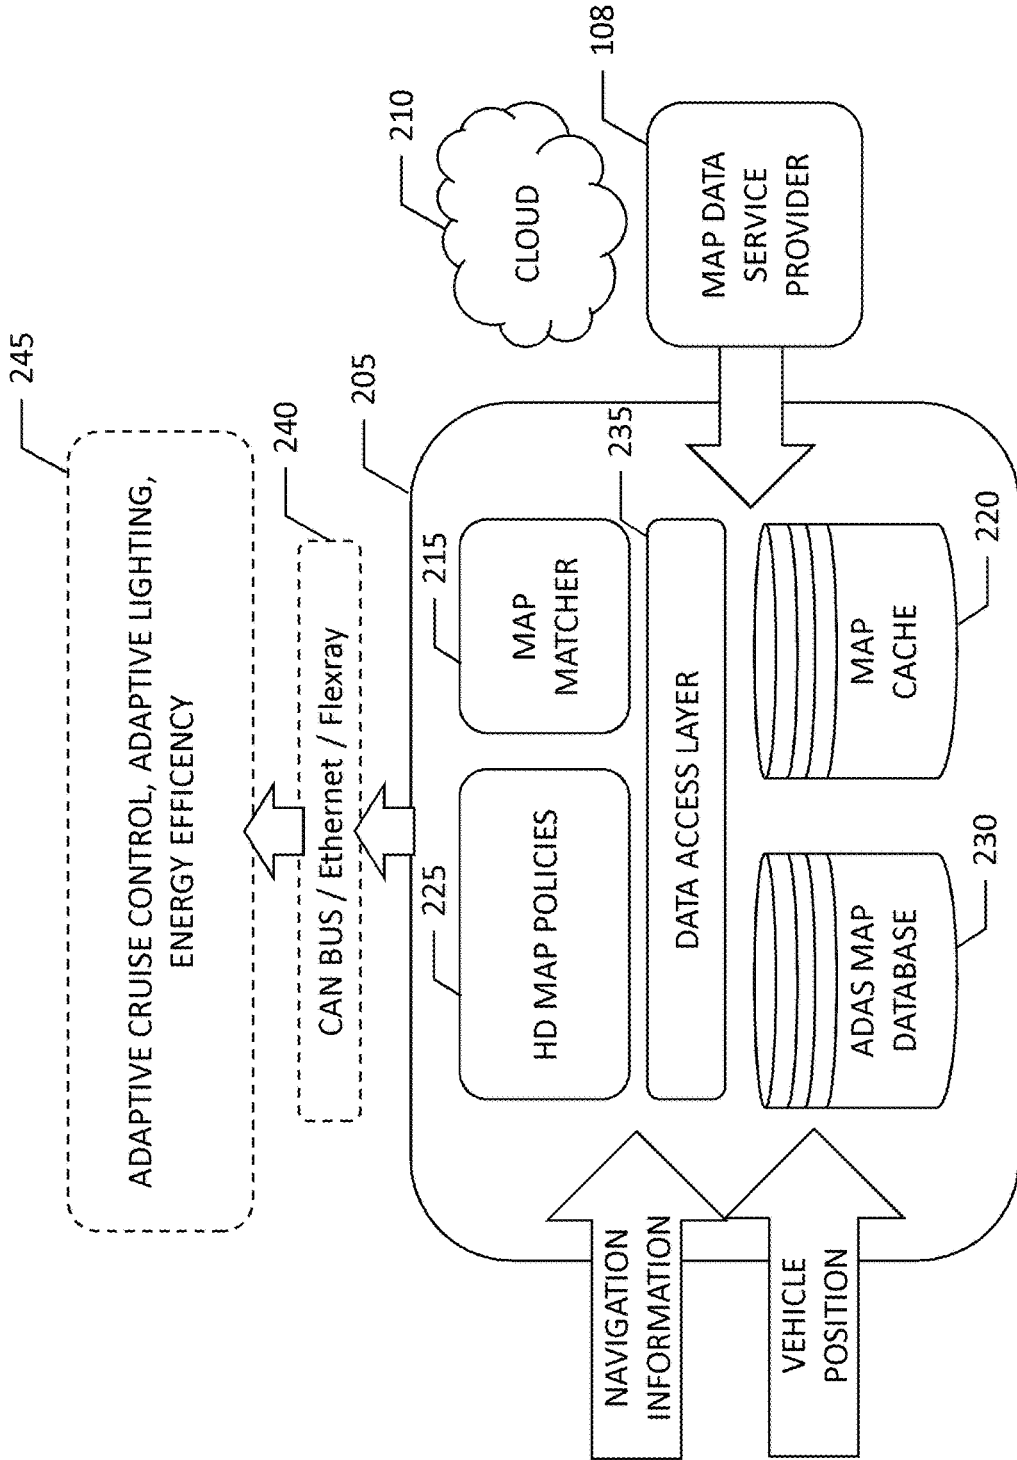 245
ADAPTIVE CRUISE CONTROL, ADAPTIVE LIGHTING,
ENERGY EFFICENCY
240
CAN BUS / Ethernet / Flexray
205
210
CLOUD
225
HD MAP POLICIES
215
MAP
MATCHER
108
MAP DATA
SERVICE
PROVIDER
NAVIGATION
INFORMATION
235
DATA ACCESS LAYER
VEHICLE
POSITION
ADAS MAP
DATABASE
230
MAP
CACHE
220